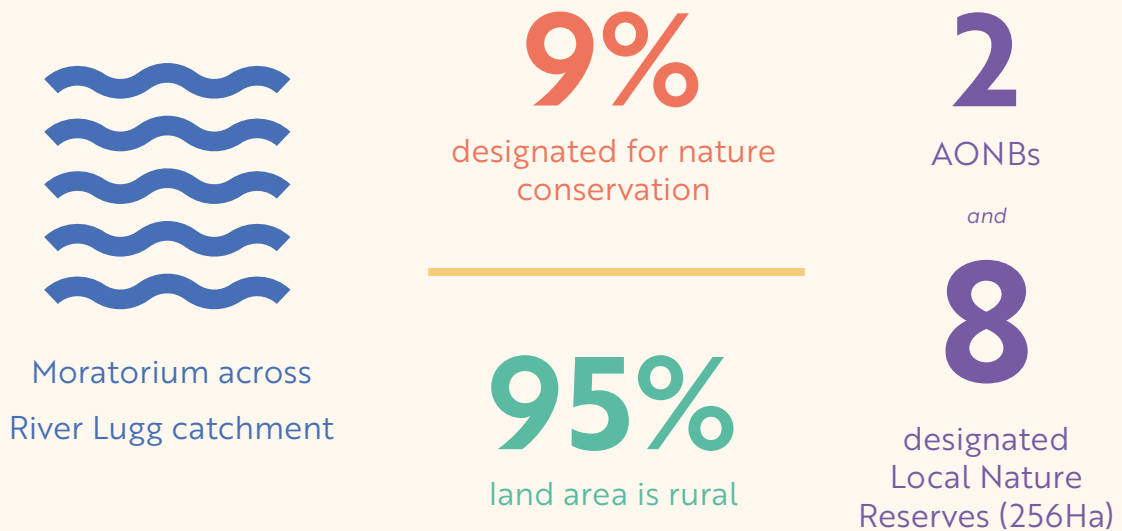 Moratorium across
River Lugg catchment
9%
designated for nature
conservation
95%
land area is rural
2
AONBs
and
8
designated
Local Nature
Reserves (256Ha)